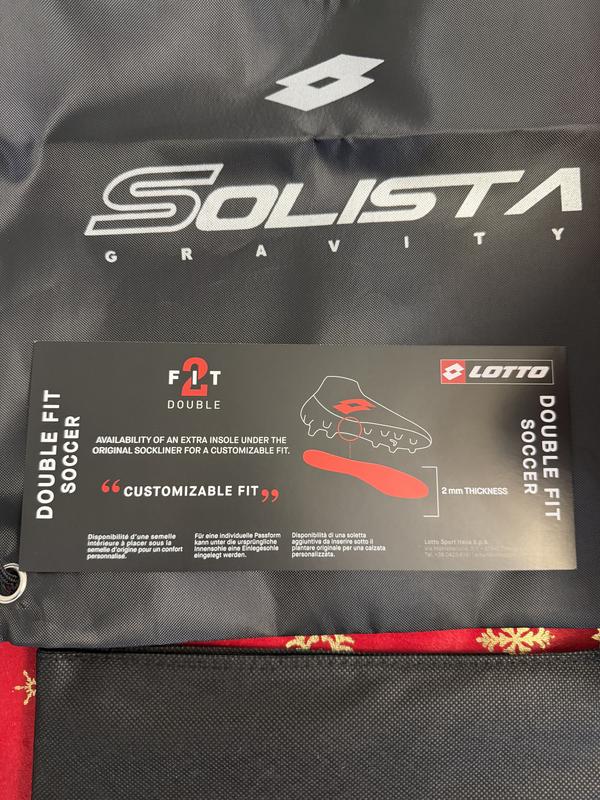 SOLISTA
GRAVITY
DOUBLE FIT
SOCCER
2
FIT
DOUBLE
AVAILABILITY OF AN EXTRA INSOLE UNDER THE
ORIGINAL SOCKLINER FOR A CUSTOMIZABLE FIT.
“CUSTOMIZABLE FIT”
Disponibilité d'une semelle
intérieure à placer sous la
semelle d'origine pour un confort
personnalisé.
Für eine individuelle Passform
kann unter die ursprüngliche
Innensohle eine Einlegesohle
eingelegt werden.
Disponibilità di una soletta
aggiuntiva da inserire sotto il
plantare originale per una calzata
personalizzata.
LOTTO
2 mm THICKNESS
Lotto Sport Italia S.p.A.
DOUBLE FIT
SOCCER